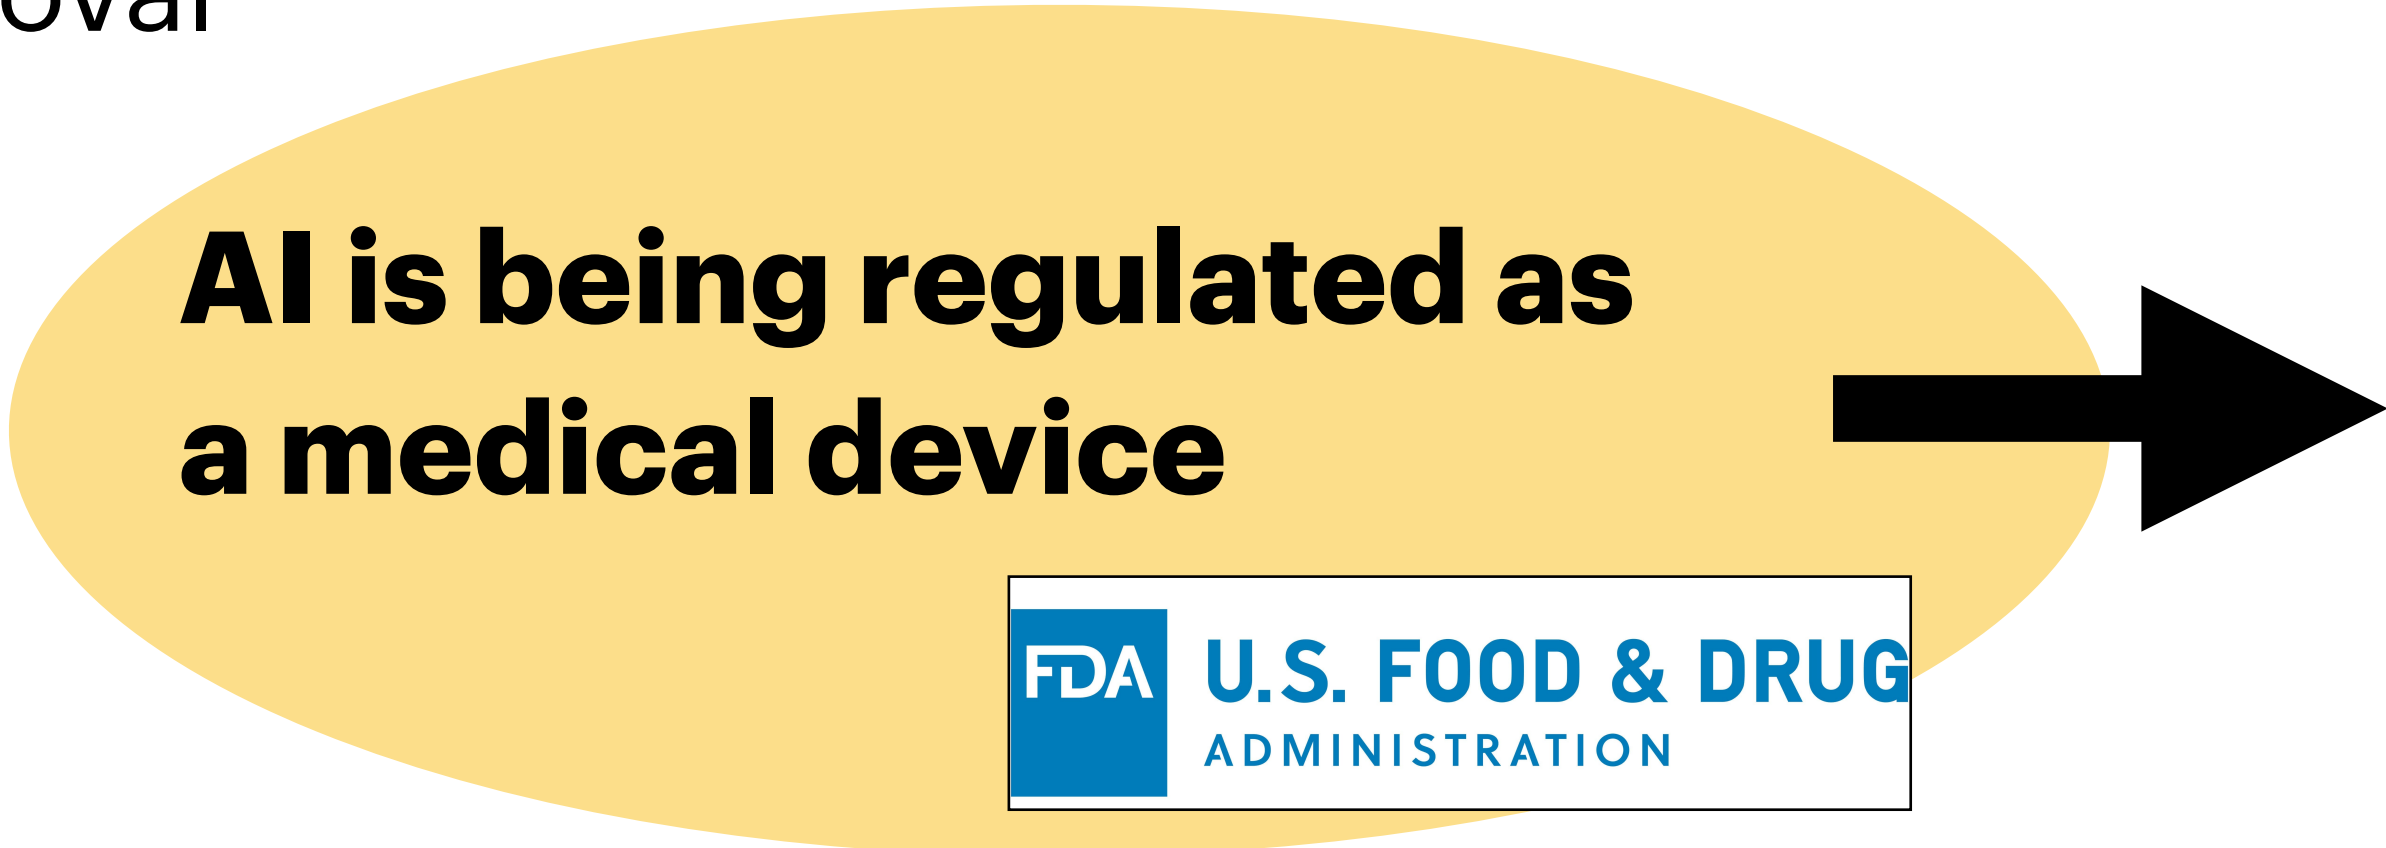 oval
AI is being regulated as
a medical device
FDA U.S. FOOD & DRUG
ADMINISTRATION